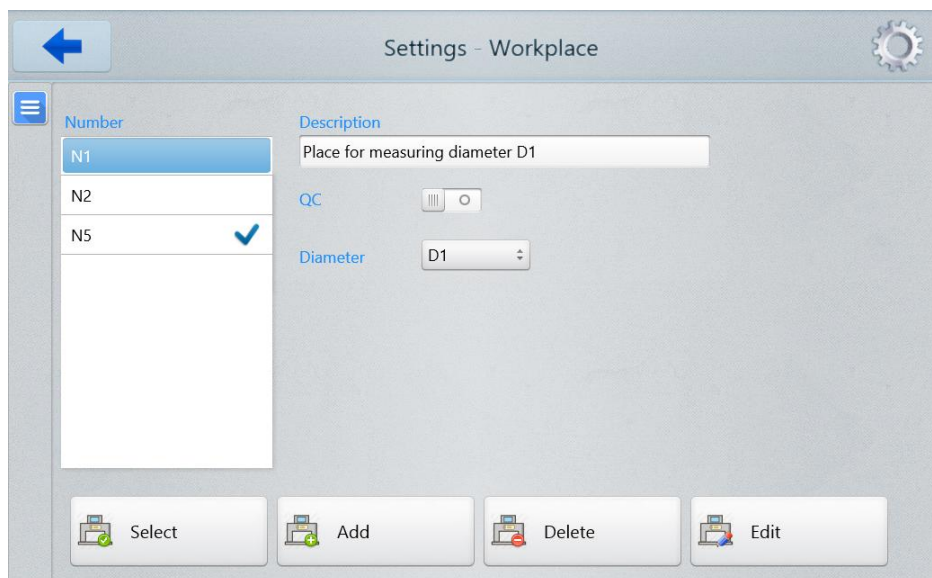 Settings - Workplace
Number
Description
N1
Place for measuring diameter D1
N2
QC
N5
Diameter
D1
Select
Add
Delete
Edit